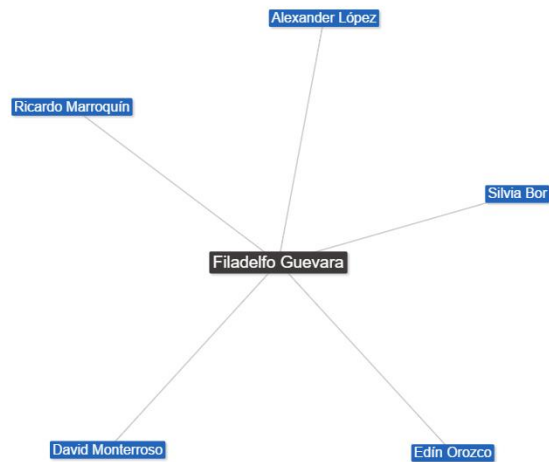 Alexander López
Ricardo Marroquín
Silvia Bor
Filadelfo Guevara
David Monterroso
Edín Orozco